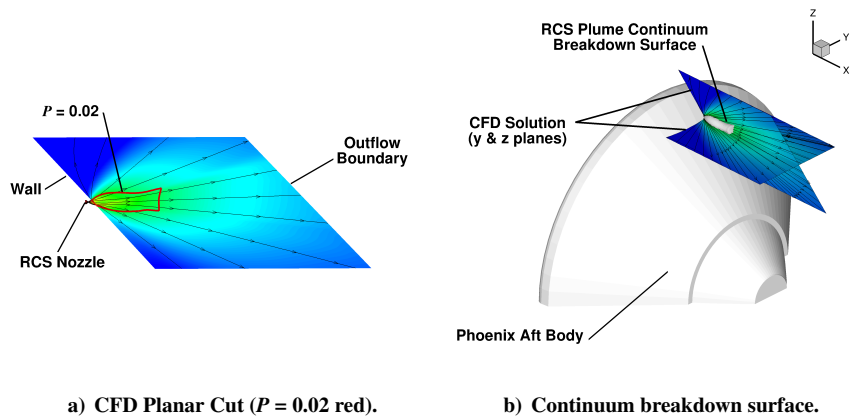 P = 0.02
Outflow
Boundary
Wall
RCS Nozzle
a) CFD Planar Cut (P = 0.02 red).
RCS Plume Continuum
Breakdown Surface
Z
Y
X
CFD Solution
(y & z planes)
Phoenix Aft Body
b) Continuum breakdown surface.